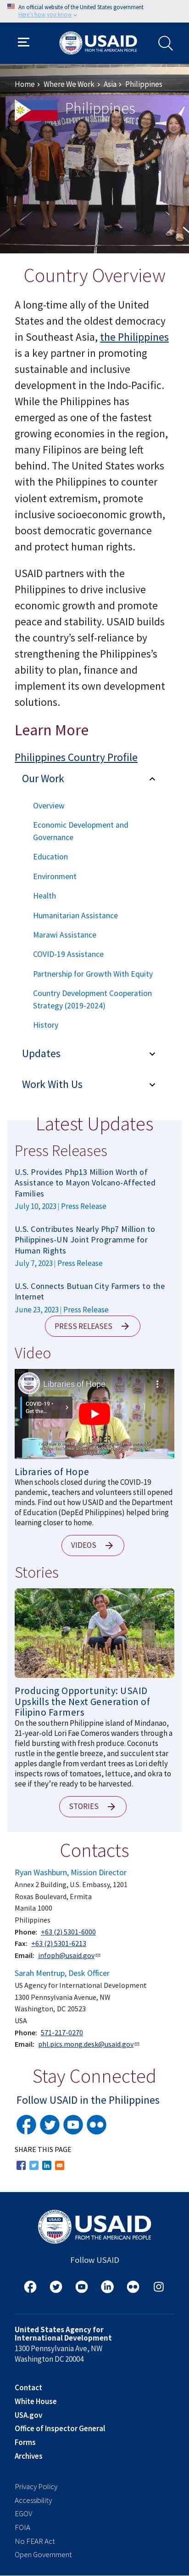 An official website of the United States government
Here's how you know
USAID
FROM THE AMERICAN PEOPLE
Home › Where We Work › Asia › Philippines
Philippines
Country Overview
A long-time ally of the United
States and the oldest democracy
in Southeast Asia, the Philippines
is a key partner in promoting
sustainable and inclusive
development in the Indo-Pacific.
While the Philippines has
emerged as one of the fastest
growing economies in the region,
many Filipinos are being left
behind. The United States works
with the Philippines to counter
violent extremism, promote
inclusive socioeconomic growth,
boost democratic governance
and promote human rights.
USAID partners with the
Philippines to drive inclusive
economic growth and promote
peace and stability. USAID builds
the country's self-reliance by
strengthening the Philippines's
ability to plan, finance and
implement its own development
solutions.
Learn More
Philippines Country Profile
Our Work
Overview
Economic Development and
Governance
Education
Environment
Health
Humanitarian Assistance
Marawi Assistance
COVID-19 Assistance
Partnership for Growth With Equity
Country Development Cooperation
Strategy (2019-2024)
History
Updates
Work With Us
Latest Updates
Press Releases
U.S. Provides Php13 Million Worth of
Assistance to Mayon Volcano-Affected
Families
July 10, 2023 | Press Release
U.S. Contributes Nearly Php7 Million to
Philippines-UN Joint Programme for
Human Rights
July 7, 2023 | Press Release
U.S. Connects Butuan City Farmers to the
Internet
June 23, 2023 | Press Release
PRESS RELEASES
Video
Libraries of Hope
COVID-19 •
Get the...
Libraries of Hope
When schools closed during the COVID-19
pandemic, teachers and volunteers still opened
minds. Find out how USAID and the Department
of Education (DepEd Philippines) helped bring
learning closer to home.
VIDEOS
Stories
Producing Opportunity: USAID
Upskills the Next Generation of
Filipino Farmers
On the southern Philippine island of Mindanao,
21-year-old Lori Fae Comeros wanders through a
field bursting with fresh produce. Coconuts
rustle in the gentle breeze, and succulent star
apples dangle from verdant trees as Lori deftly
inspects rows of tomatoes, lettuce, and okra to
see if they're ready to be harvested.
STORIES
Contacts
Ryan Washburn, Mission Director
Annex 2 Building, U.S. Embassy, 1201
Roxas Boulevard, Ermita
Manila 1000
Philippines
Phone: +63 (2) 5301-6000
Fax: +63 (2) 5301-6213
Email: infoph@usaid.gov
Sarah Mentrup, Desk Officer
US Agency for International Development
1300 Pennsylvania Avenue, NW
Washington, DC 20523
USA
Phone: 571-217-0270
Email: phl.pics.mong.desk@usaid.gov
Stay Connected
Follow USAID in the Philippines
SHARE THIS PAGE
USAID
FROM THE AMERICAN PEOPLE
Follow USAID
United States Agency for
International Development
1300 Pennsylvania Ave, NW
Washington DC 20004
Contact
White House
USA.gov
Office of Inspector General
Forms
Archives
Privacy Policy
Accessibility
EGOV
FOIA
No FEAR Act
Open Government